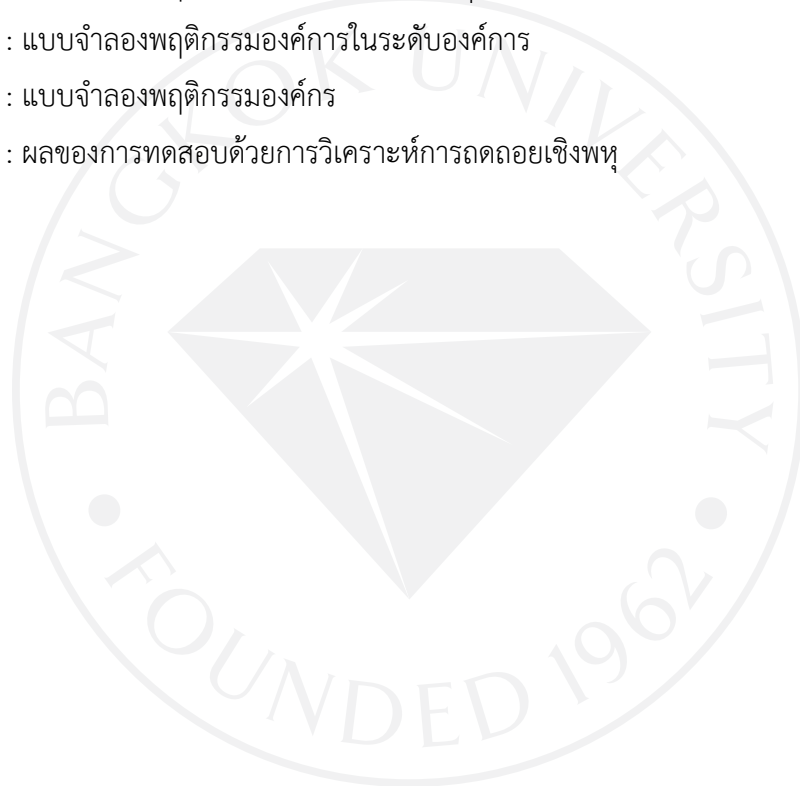 : แบบจำลองพฤติกรรมองค์การในระดับองค์การ
: แบบจำลองพฤติกรรมองค์กร
: ผลของการทดสอบด้วยการวิเคราะห์การถดถอยเชิงพหุ
BANGKOK UNIVERSITY
FOUNDED 1962